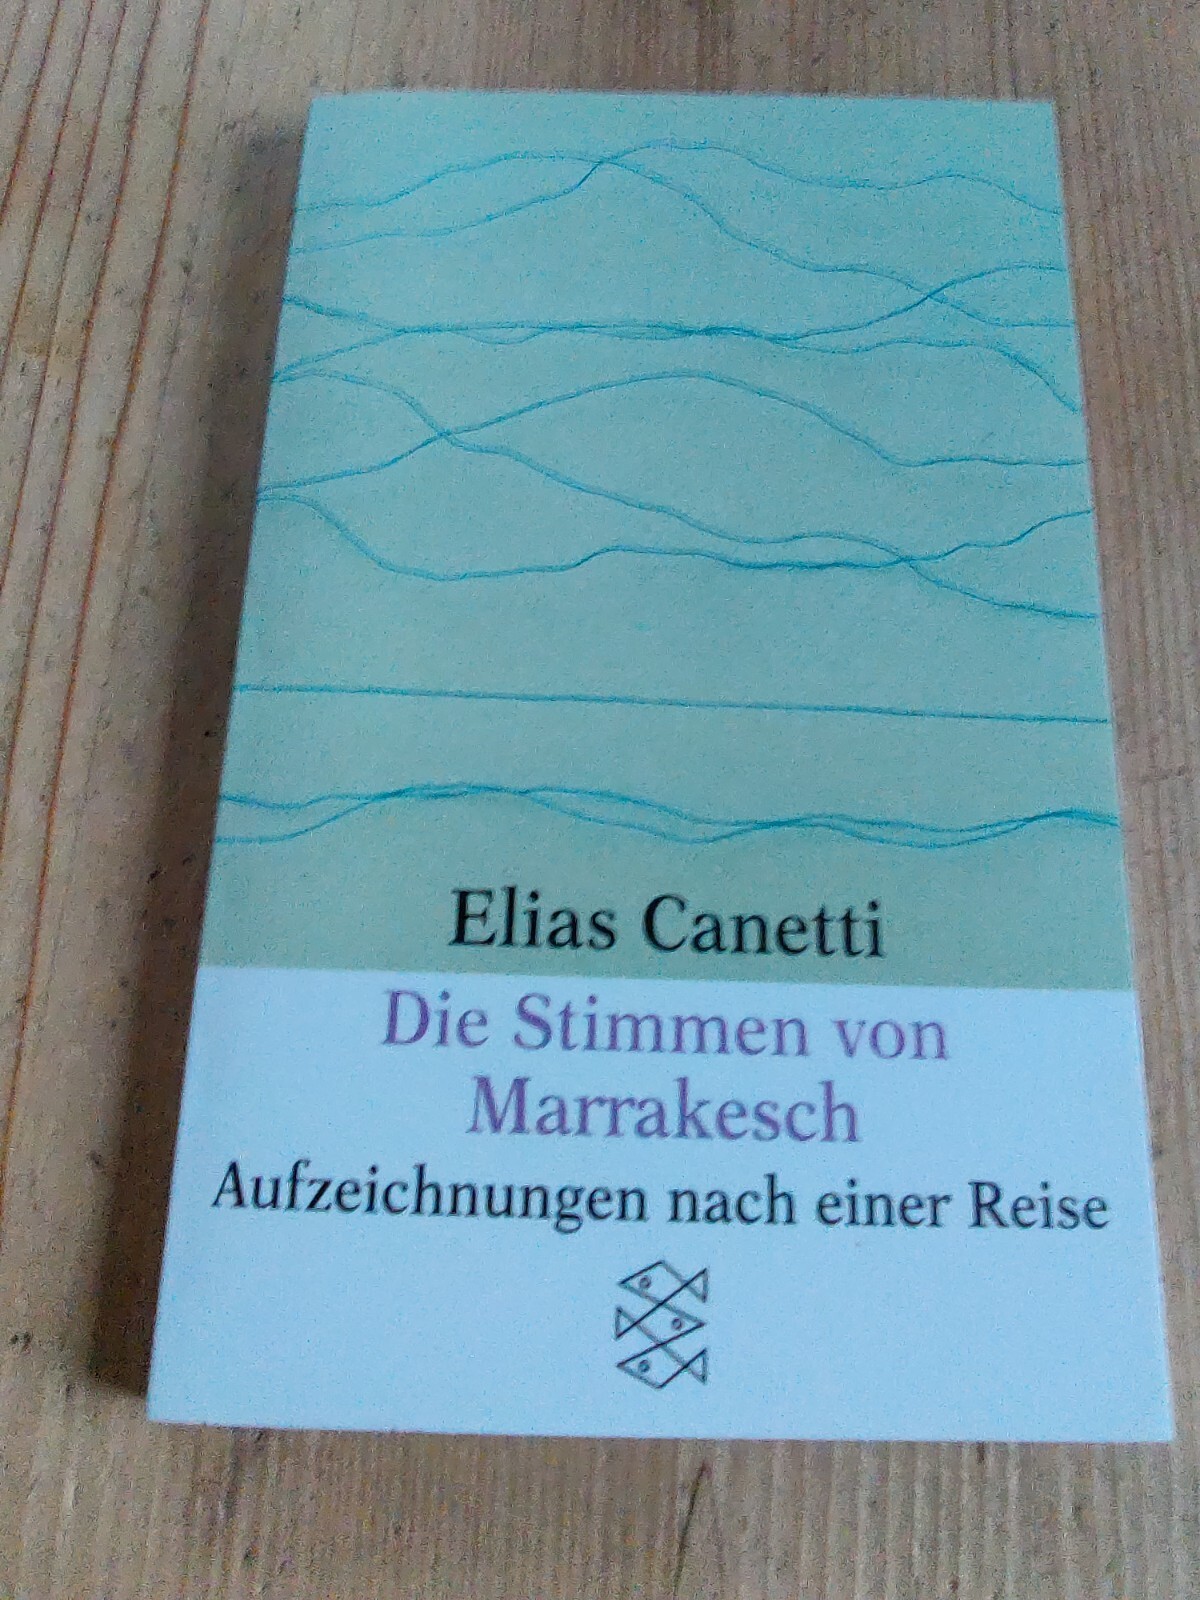 Elias Canetti
Die Stimmen von
Marrakesch
Aufzeichnungen nach einer Reise